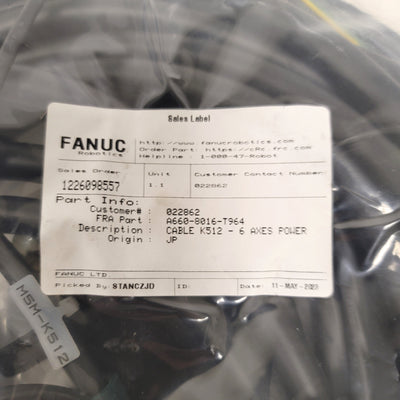 Sales Label
FANUC
Robotics
http://www.fanucrobotics.com
Order Part: https://cRc.frc.com
Helpline : 1-800-47-Robot
Sales Order
1226098557
Unit
1.1
Customer Contact Number:
022862
Part Info:
Customer# : 022862
FRA Part : A660-8016-T964
Description : CABLE K512 - 6 AXES POWER
Origin : JP
FANUC LTD.
Picked By: STANCZJD
ID:
Date: 11-MAY-2023
MSM-K512